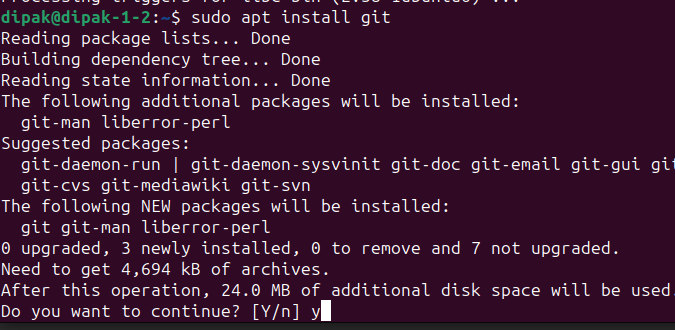 dipak@dipak-1-2:~$ sudo apt install git
Reading package lists... Done
Building dependency tree... Done
Reading state information... Done
The following additional packages will be installed:
  git-man liberror-perl
Suggested packages:
  git-daemon-run | git-daemon-sysvinit git-doc git-email git-gui git
  git-cvs git-mediawiki git-svn
The following NEW packages will be installed:
  git git-man liberror-perl
0 upgraded, 3 newly installed, 0 to remove and 7 not upgraded.
Need to get 4,694 kB of archives.
After this operation, 24.0 MB of additional disk space will be used.
Do you want to continue? [Y/n] y